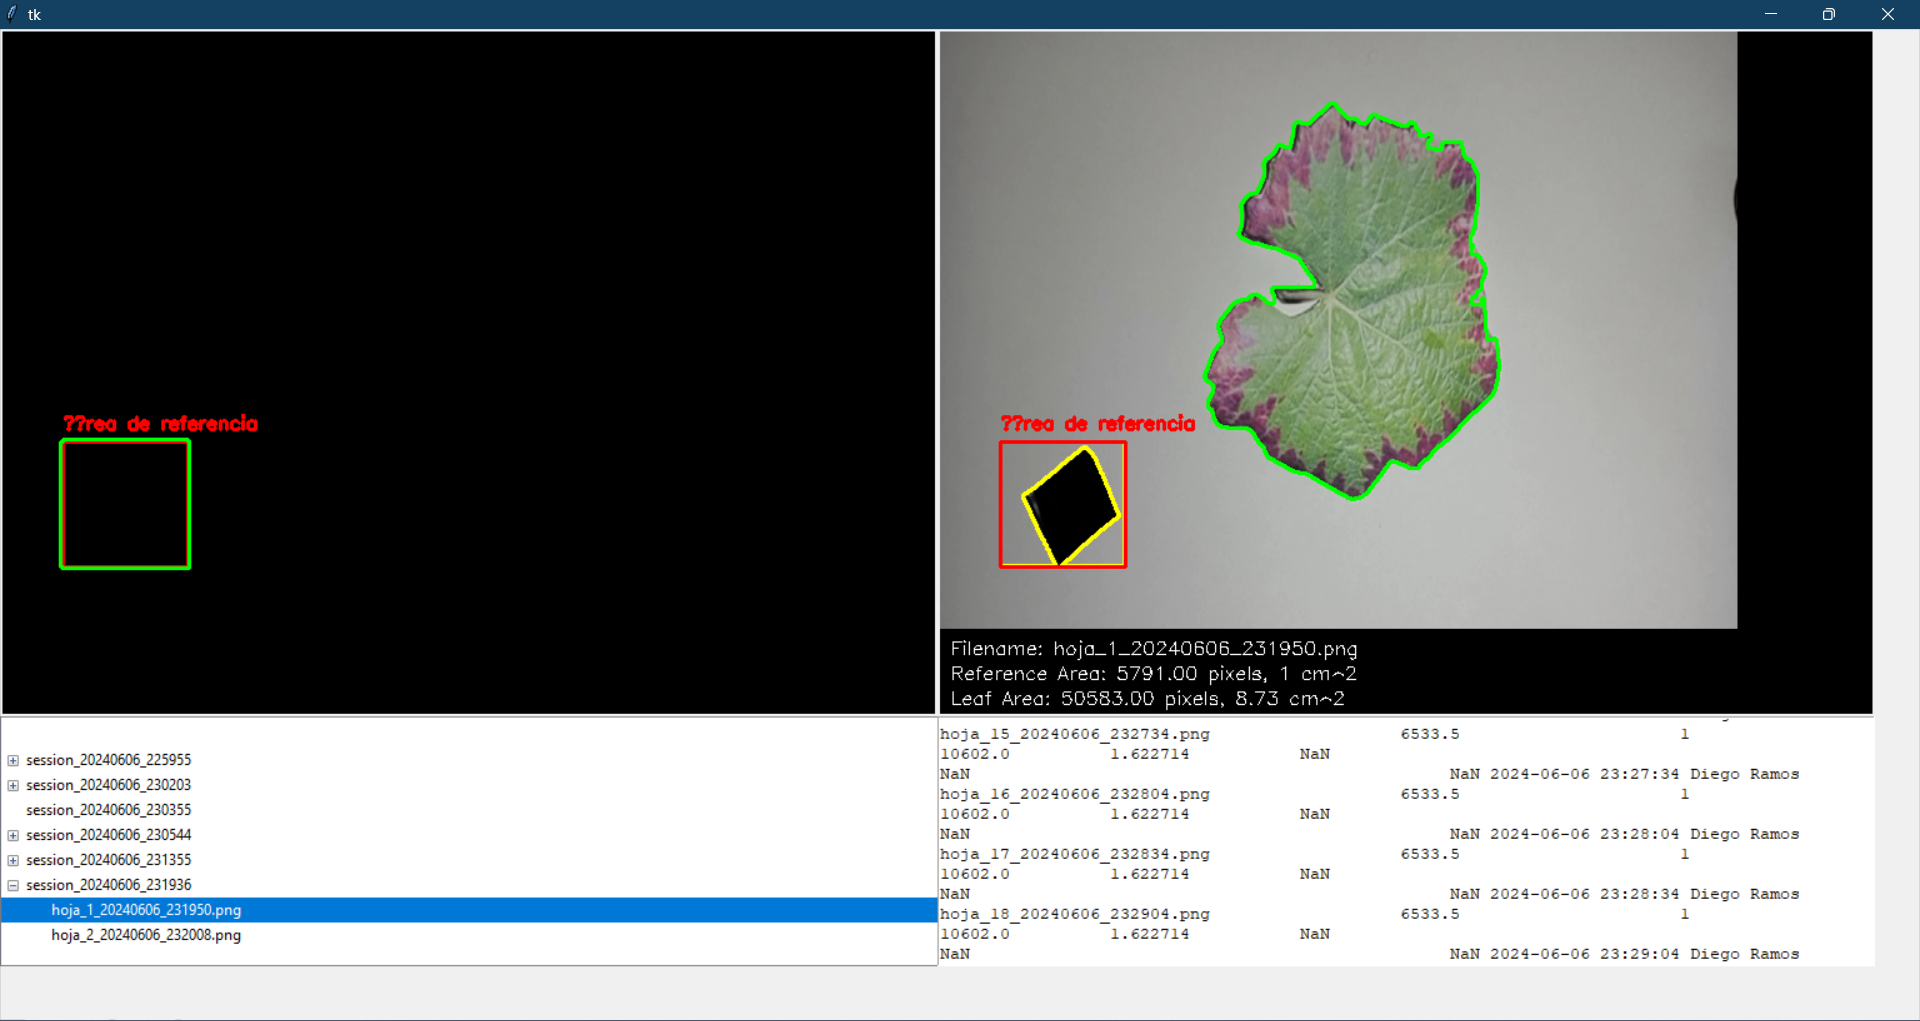 tk
??rea de referencia
??rea de referencia
Filename: hoja_1_20240606_231950.png
Reference Area: 5791.00 pixels, 1 cm^2
Leaf Area: 50583.00 pixels, 8.73 cm^2
session_20240606_225955
session_20240606_230203
session_20240606_230355
session_20240606_230544
session_20240606_231355
session_20240606_231936
hoja_1_20240606_231950.png
hoja_2_20240606_232008.png
hoja_15_20240606_232734.png 6533.5 1
10602.0 1.622714 NaN
NaN NaN 2024-06-06 23:27:34 Diego Ramos
hoja_16_20240606_232804.png 6533.5 1
10602.0 1.622714 NaN
NaN NaN 2024-06-06 23:28:04 Diego Ramos
hoja_17_20240606_232834.png 6533.5 1
10602.0 1.622714 NaN
NaN NaN 2024-06-06 23:28:34 Diego Ramos
hoja_18_20240606_232904.png 6533.5 1
10602.0 1.622714 NaN
NaN NaN 2024-06-06 23:29:04 Diego Ramos